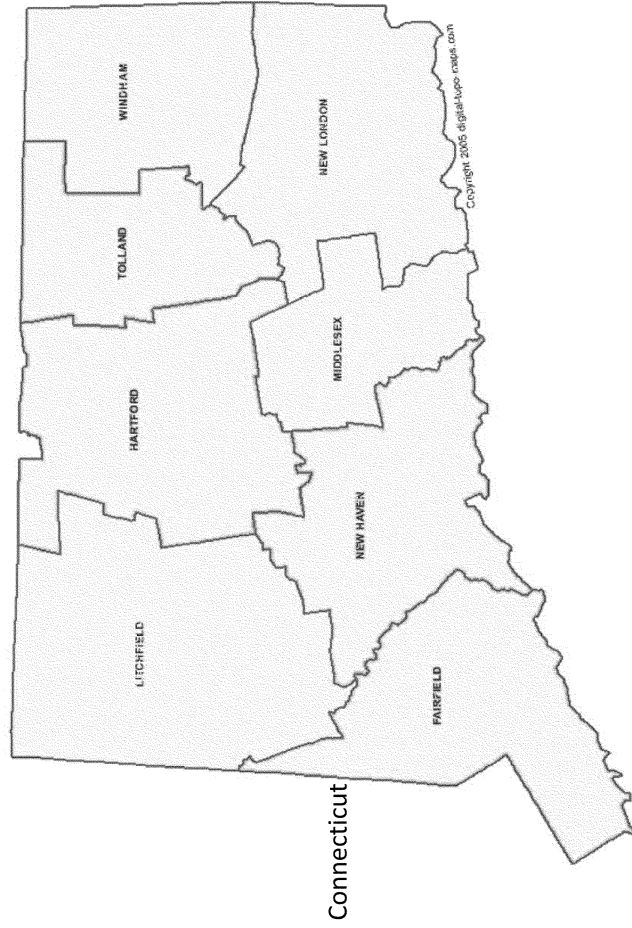 Connecticut
LITCHFIELD
HARTFORD
TOLLAND
WINDHAM
FAIRFIELD
NEW HAVEN
MIDDLESEX
NEW LONDON
Copyright 2005 digital-topo-maps.com